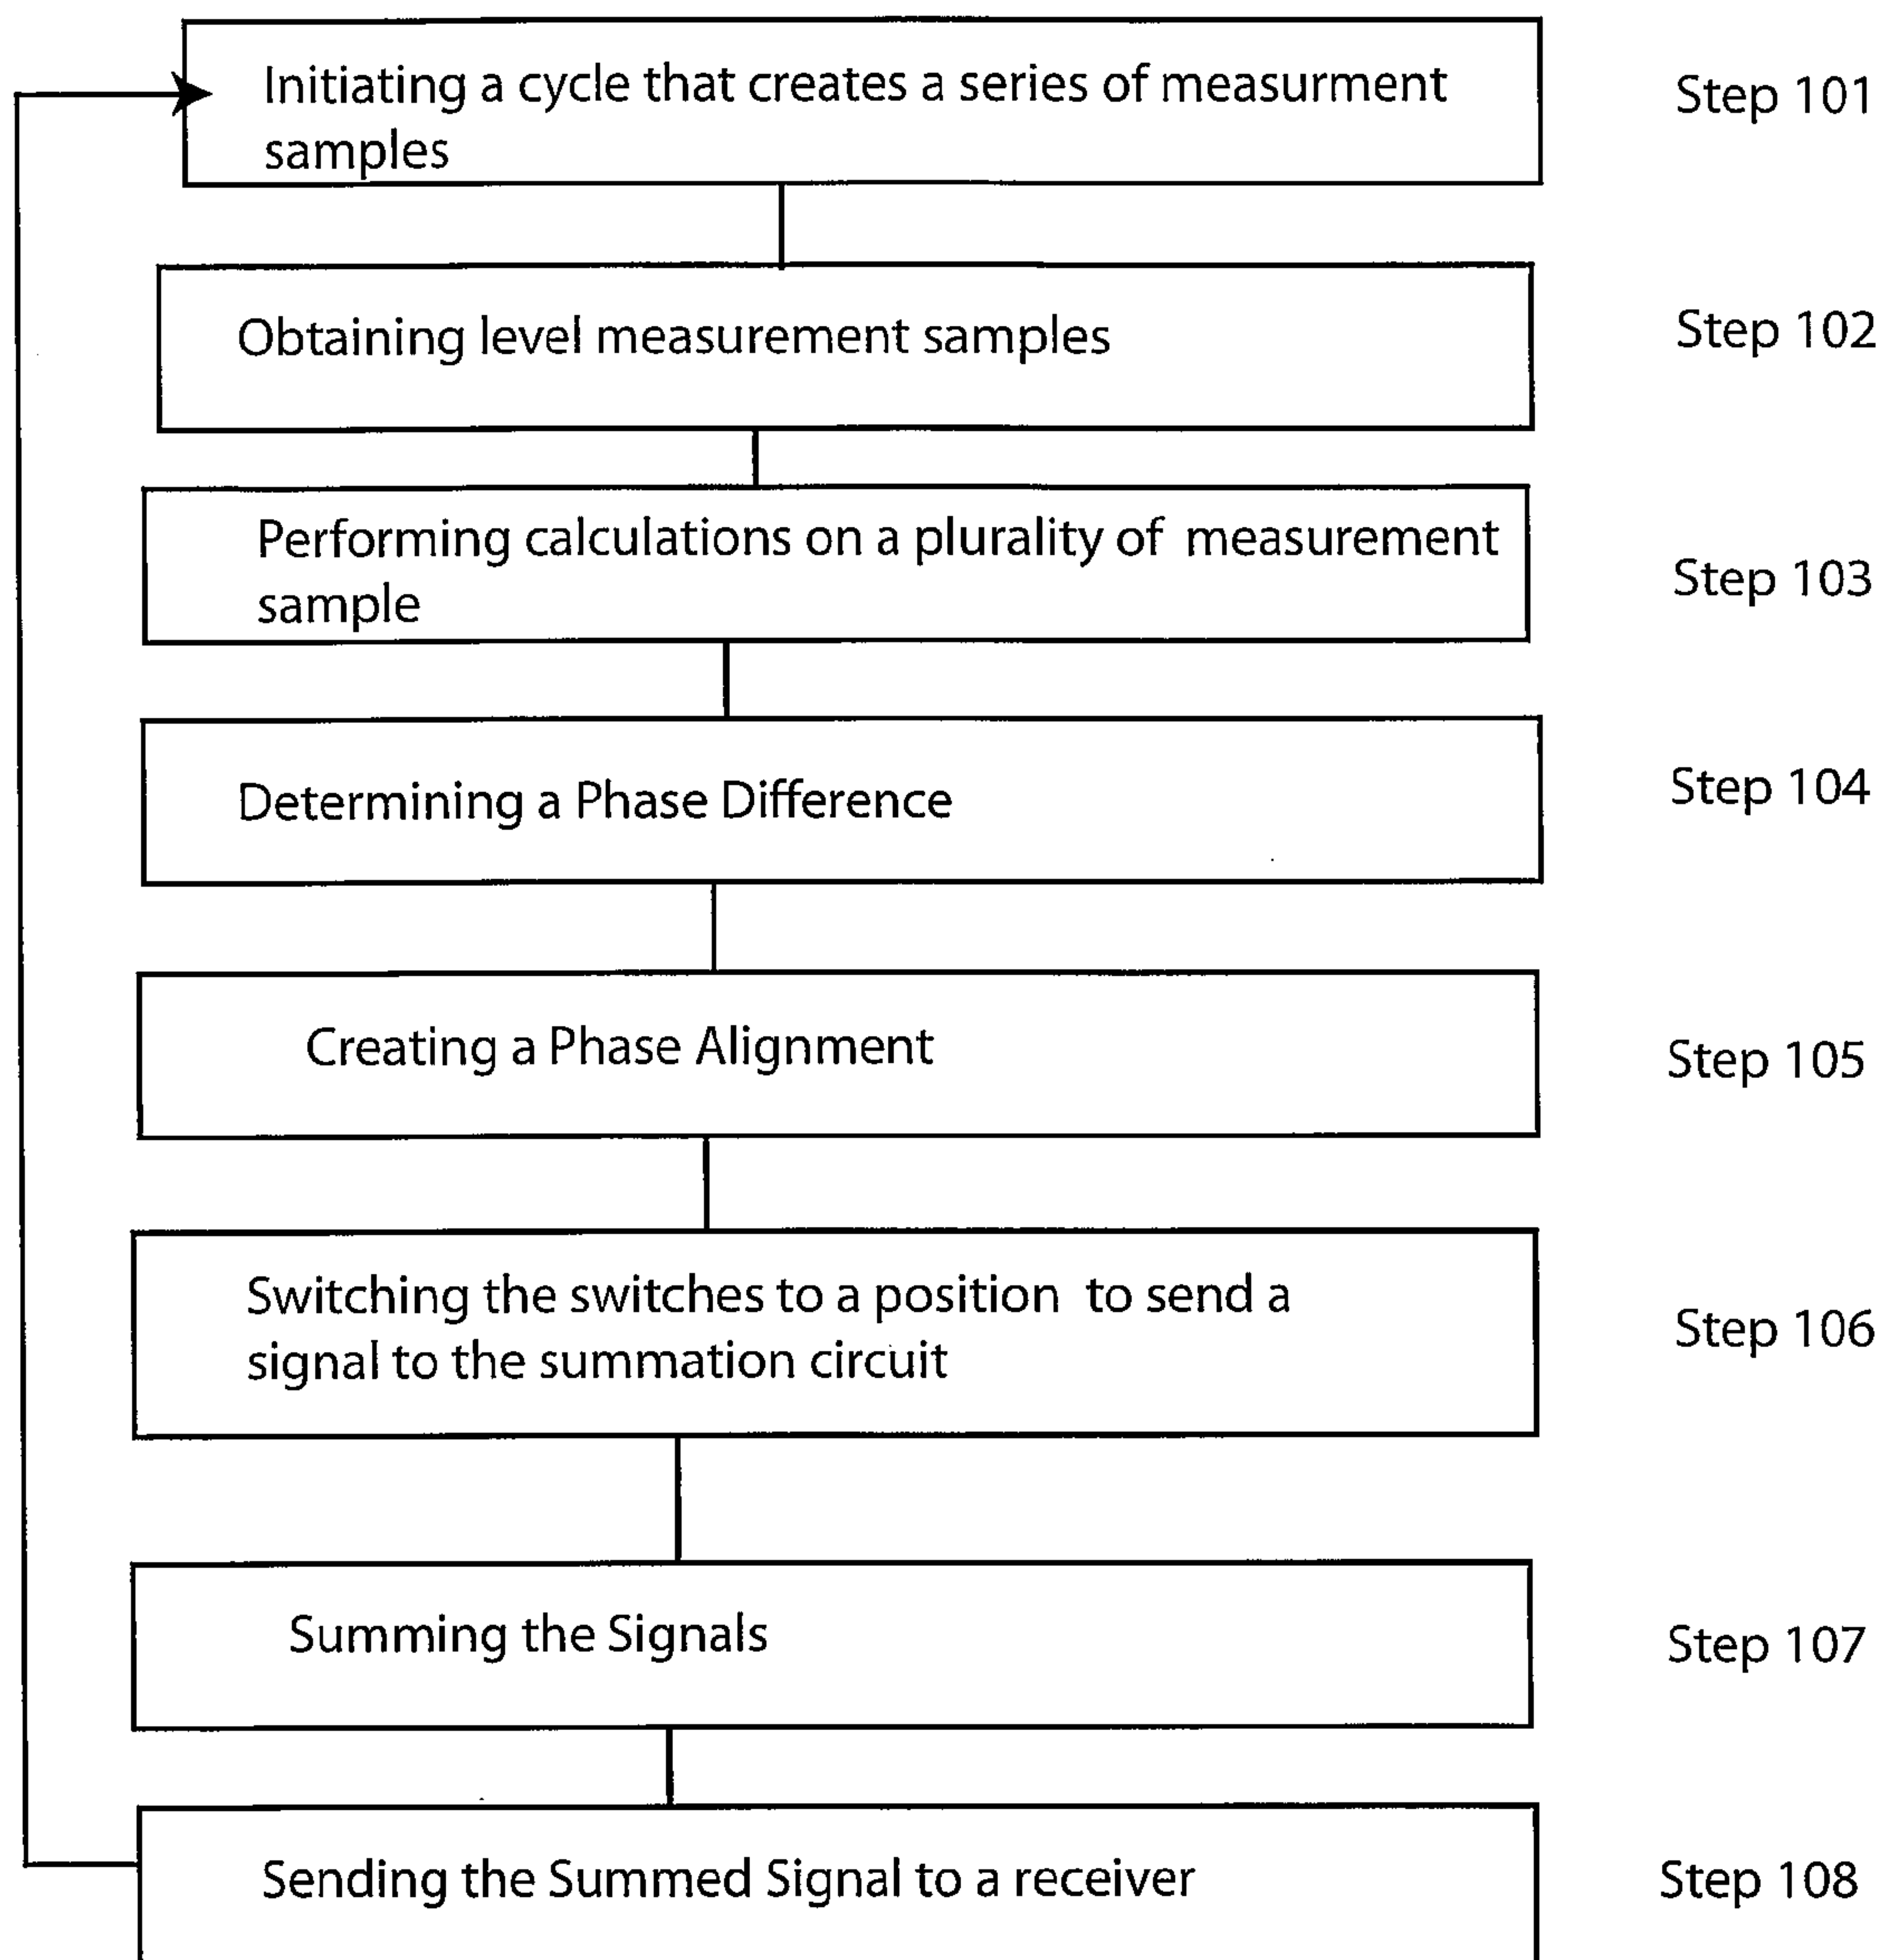 Initiating a cycle that creates a series of measurment
samples
Step 101
Obtaining level measurement samples
Step 102
Performing calculations on a plurality of measurement
sample
Step 103
Determining a Phase Difference
Step 104
Creating a Phase Alignment
Step 105
Switching the switches to a position to send a
signal to the summation circuit
Step 106
Summing the Signals
Step 107
Sending the Summed Signal to a receiver
Step 108